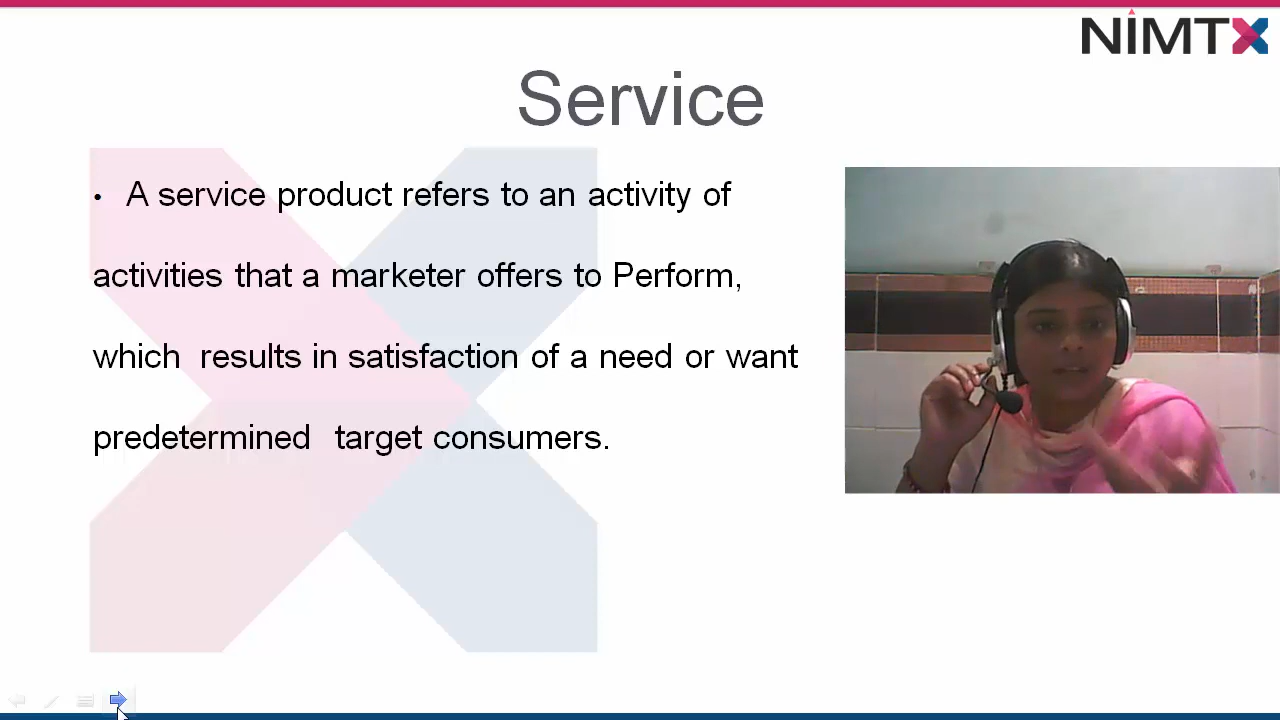 NIMTX
Service
• A service product refers to an activity of
activities that a marketer offers to Perform,
which results in satisfaction of a need or want
predetermined target consumers.